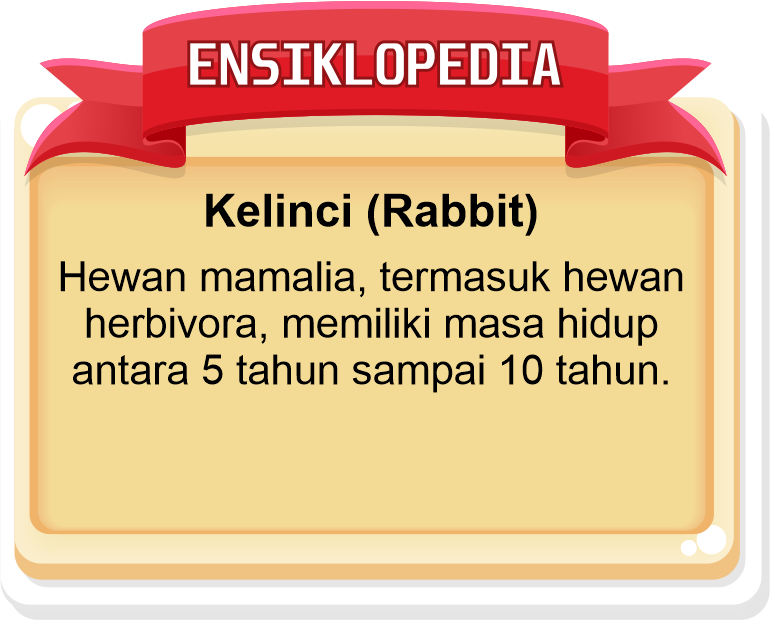 ENSIKLOPEDIA
Kelinci (Rabbit)
Hewan mamalia, termasuk hewan
herbivora, memiliki masa hidup
antara 5 tahun sampai 10 tahun.